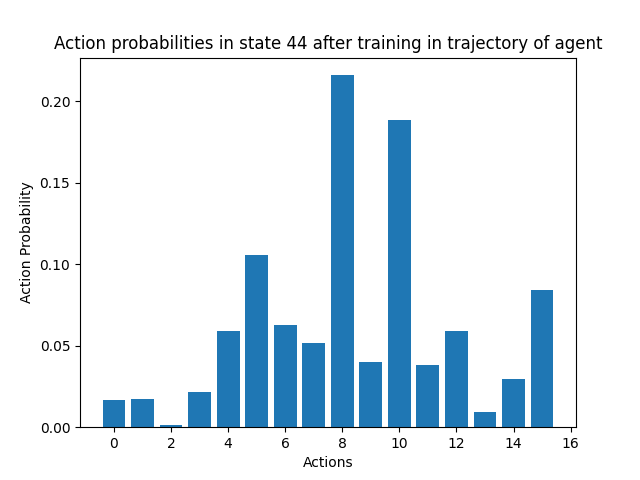 Action probabilities in state 44 after training in trajectory of agent
Action Probability
0.20
0.15
0.10
0.05
0.00
0 2 4 6 8 10 12 14 16
Actions